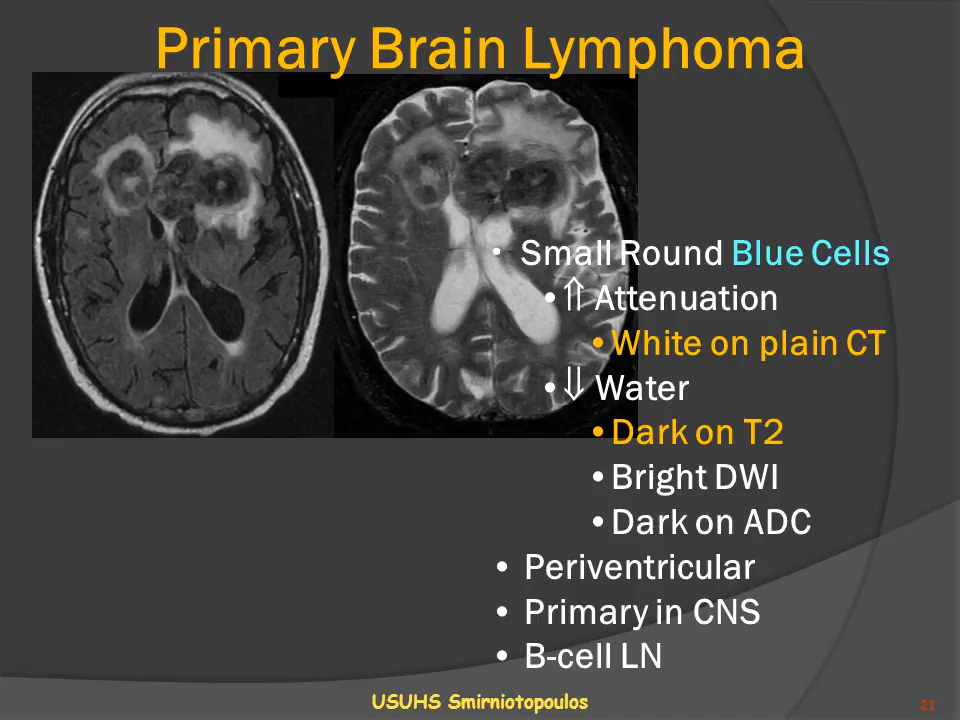 Primary Brain Lymphoma
• Small Round Blue Cells
•⇑ Attenuation
•White on plain CT
•⇓ Water
•Dark on T2
•Bright DWI
•Dark on ADC
• Periventricular
• Primary in CNS
• B-cell LN
USUHS Smirniotopoulos
21